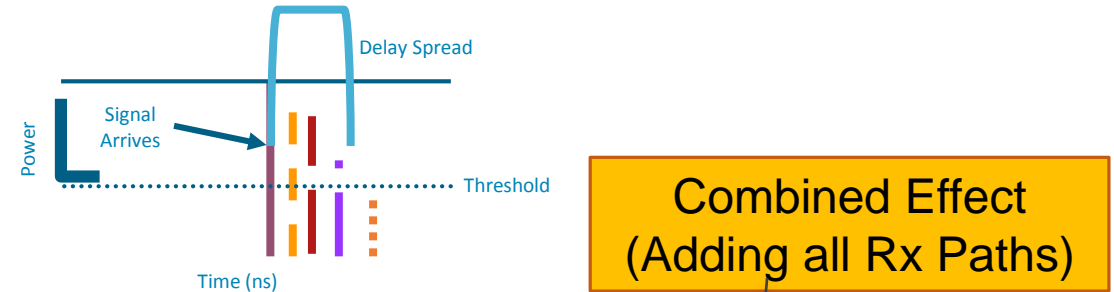 Delay Spread
Signal
Arrives
Power
Threshold
Time (ns)
Combined Effect
(Adding all Rx Paths)